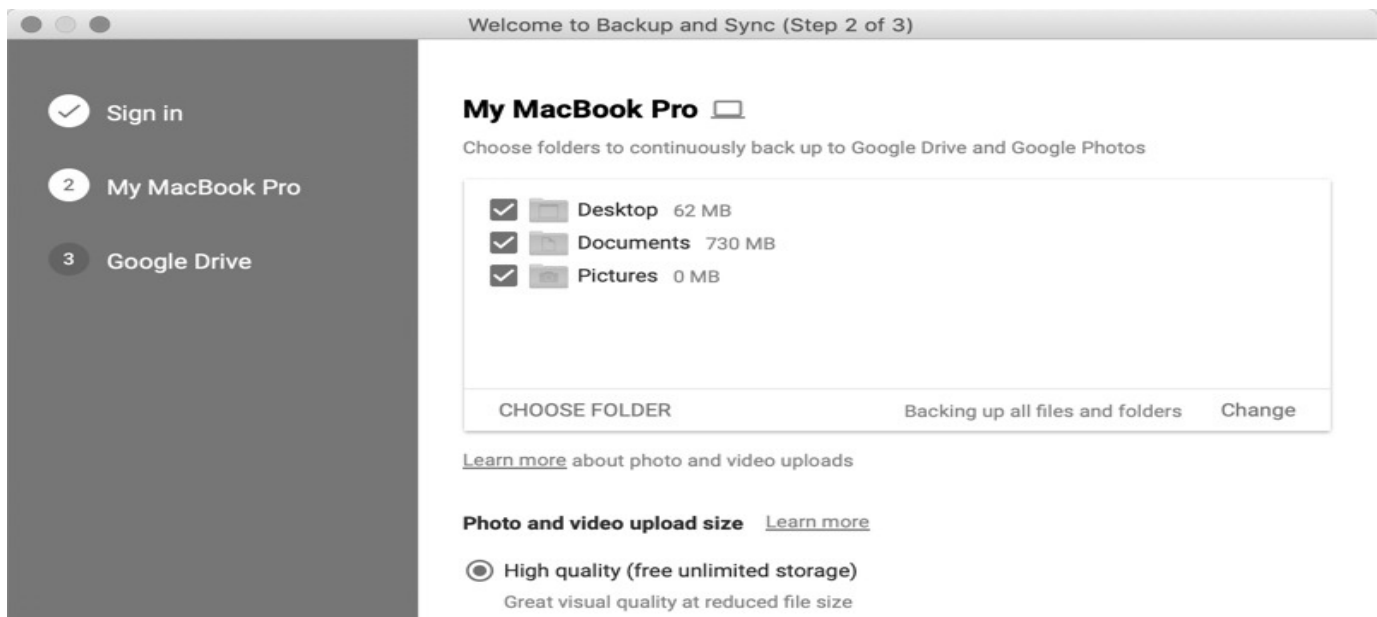 Welcome to Backup and Sync (Step 2 of 3)
Sign in
2 My MacBook Pro
3 Google Drive
My MacBook Pro
Choose folders to continuously back up to Google Drive and Google Photos
Desktop 62 MB
Documents 730 MB
Pictures 0 MB
CHOOSE FOLDER Backing up all files and folders Change
Learn more about photo and video uploads
Photo and video upload size Learn more
High quality (free unlimited storage)
Great visual quality at reduced file size